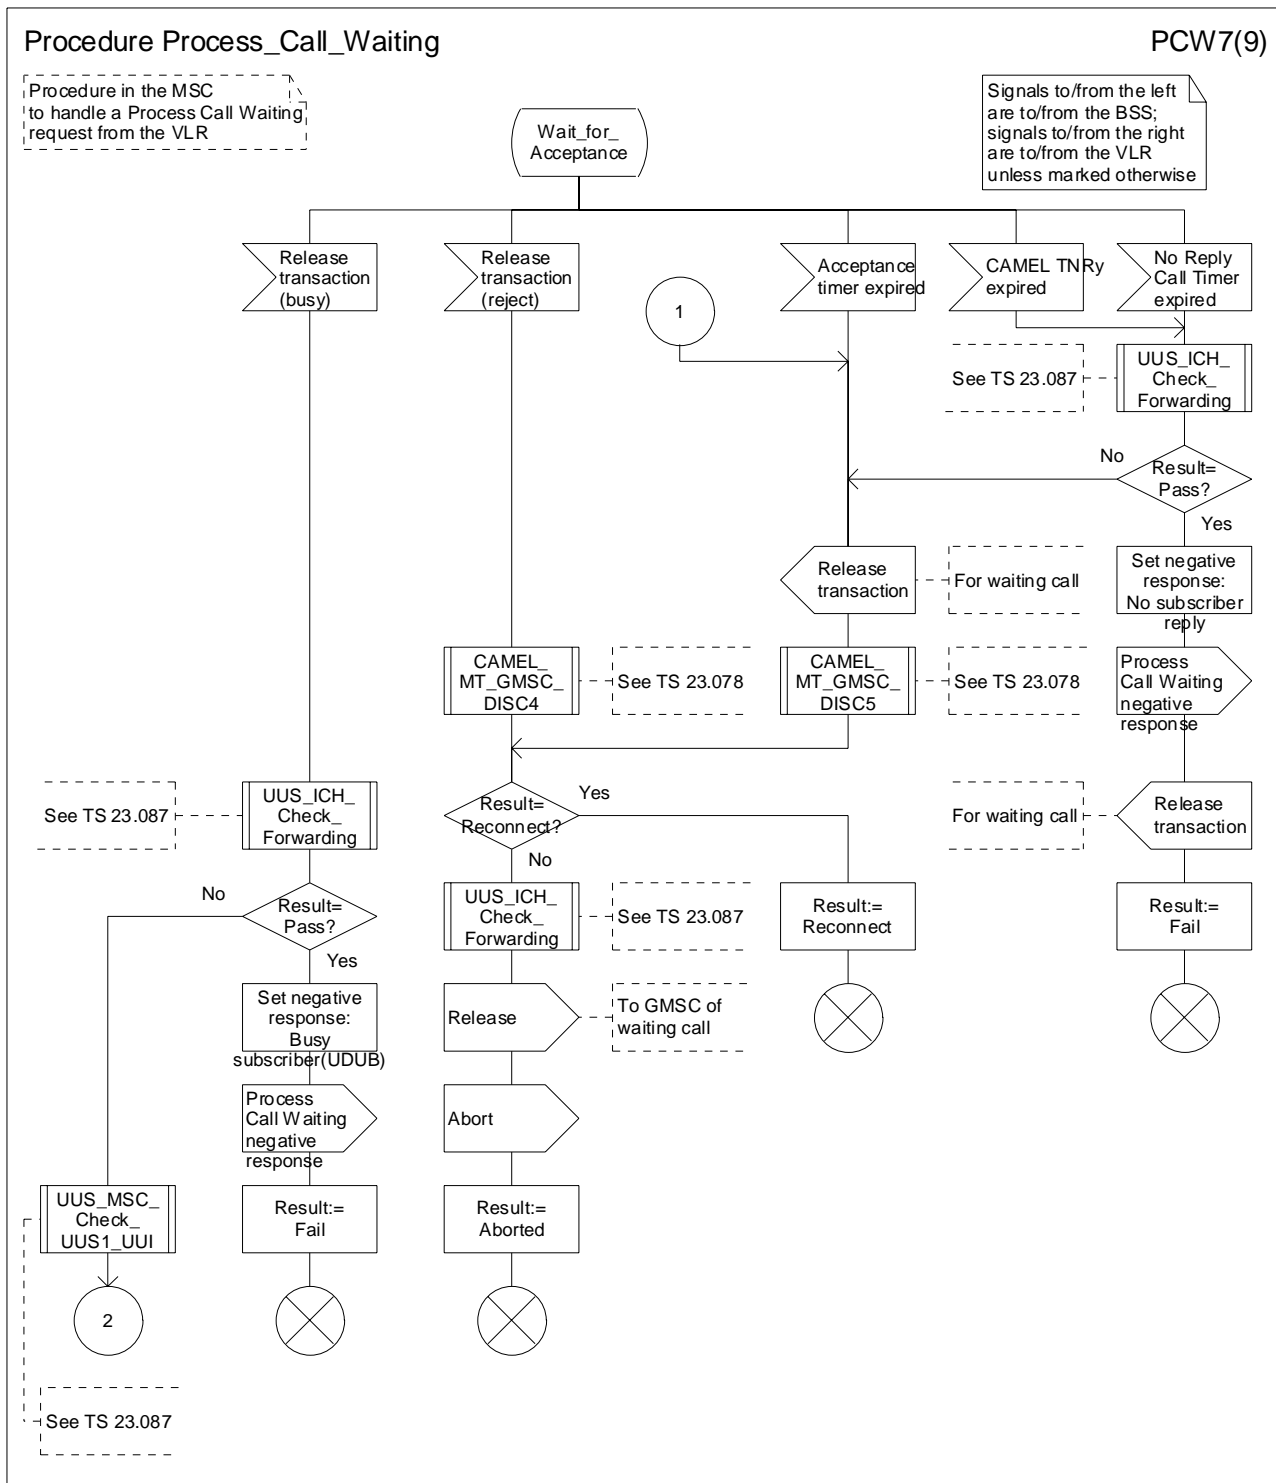 Procedure Process_Call_Waiting
PCW7(9)
Procedure in the MSC
to handle a Process Call Waiting
request from the VLR
Signals to/from the left
are to/from the BSS;
signals to/from the right
are to/from the VLR
unless marked otherwise
Wait_for_
Acceptance
Release
transaction
(busy)
Release
transaction
(reject)
Acceptance
timer expired
CAMEL TNRy
expired
No Reply
Call Timer
expired
1
See TS 23.087
UUS_ICH_
Check_
Forwarding
No
Result=
Pass?
Yes
Release
transaction
For waiting call
Set negative
response:
No subscriber
reply
CAMEL_
MT_GMSC_
DISC4
See TS 23.078
CAMEL_
MT_GMSC_
DISC5
See TS 23.078
Process
Call Waiting
negative
response
See TS 23.087
UUS_ICH_
Check_
Forwarding
Result=
Reconnect?
Yes
No
For waiting call
Release
transaction
No
Result=
Pass?
Yes
UUS_ICH_
Check_
Forwarding
See TS 23.087
Result:=
Reconnect
Result:=
Fail
Set negative
response:
Busy
subscriber(UDUB)
Release
To GMSC of
waiting call
Process
Call Waiting
negative
response
Abort
UUS_MSC_
Check_
UUS1_UUI
Result:=
Fail
Result:=
Aborted
2
See TS 23.087